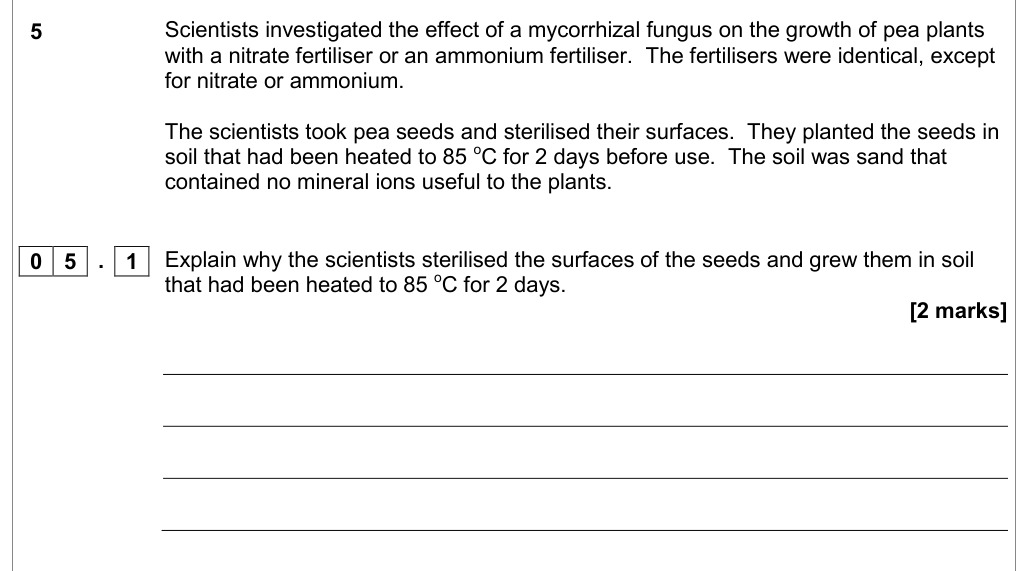 5 Scientists investigated the effect of a mycorrhizal fungus on the growth of pea plants
with a nitrate fertiliser or an ammonium fertiliser. The fertilisers were identical, except
for nitrate or ammonium.
The scientists took pea seeds and sterilised their surfaces. They planted the seeds in
soil that had been heated to 85 °C for 2 days before use. The soil was sand that
contained no mineral ions useful to the plants.
0 5 . 1 Explain why the scientists sterilised the surfaces of the seeds and grew them in soil
that had been heated to 85 °C for 2 days.
[2 marks]